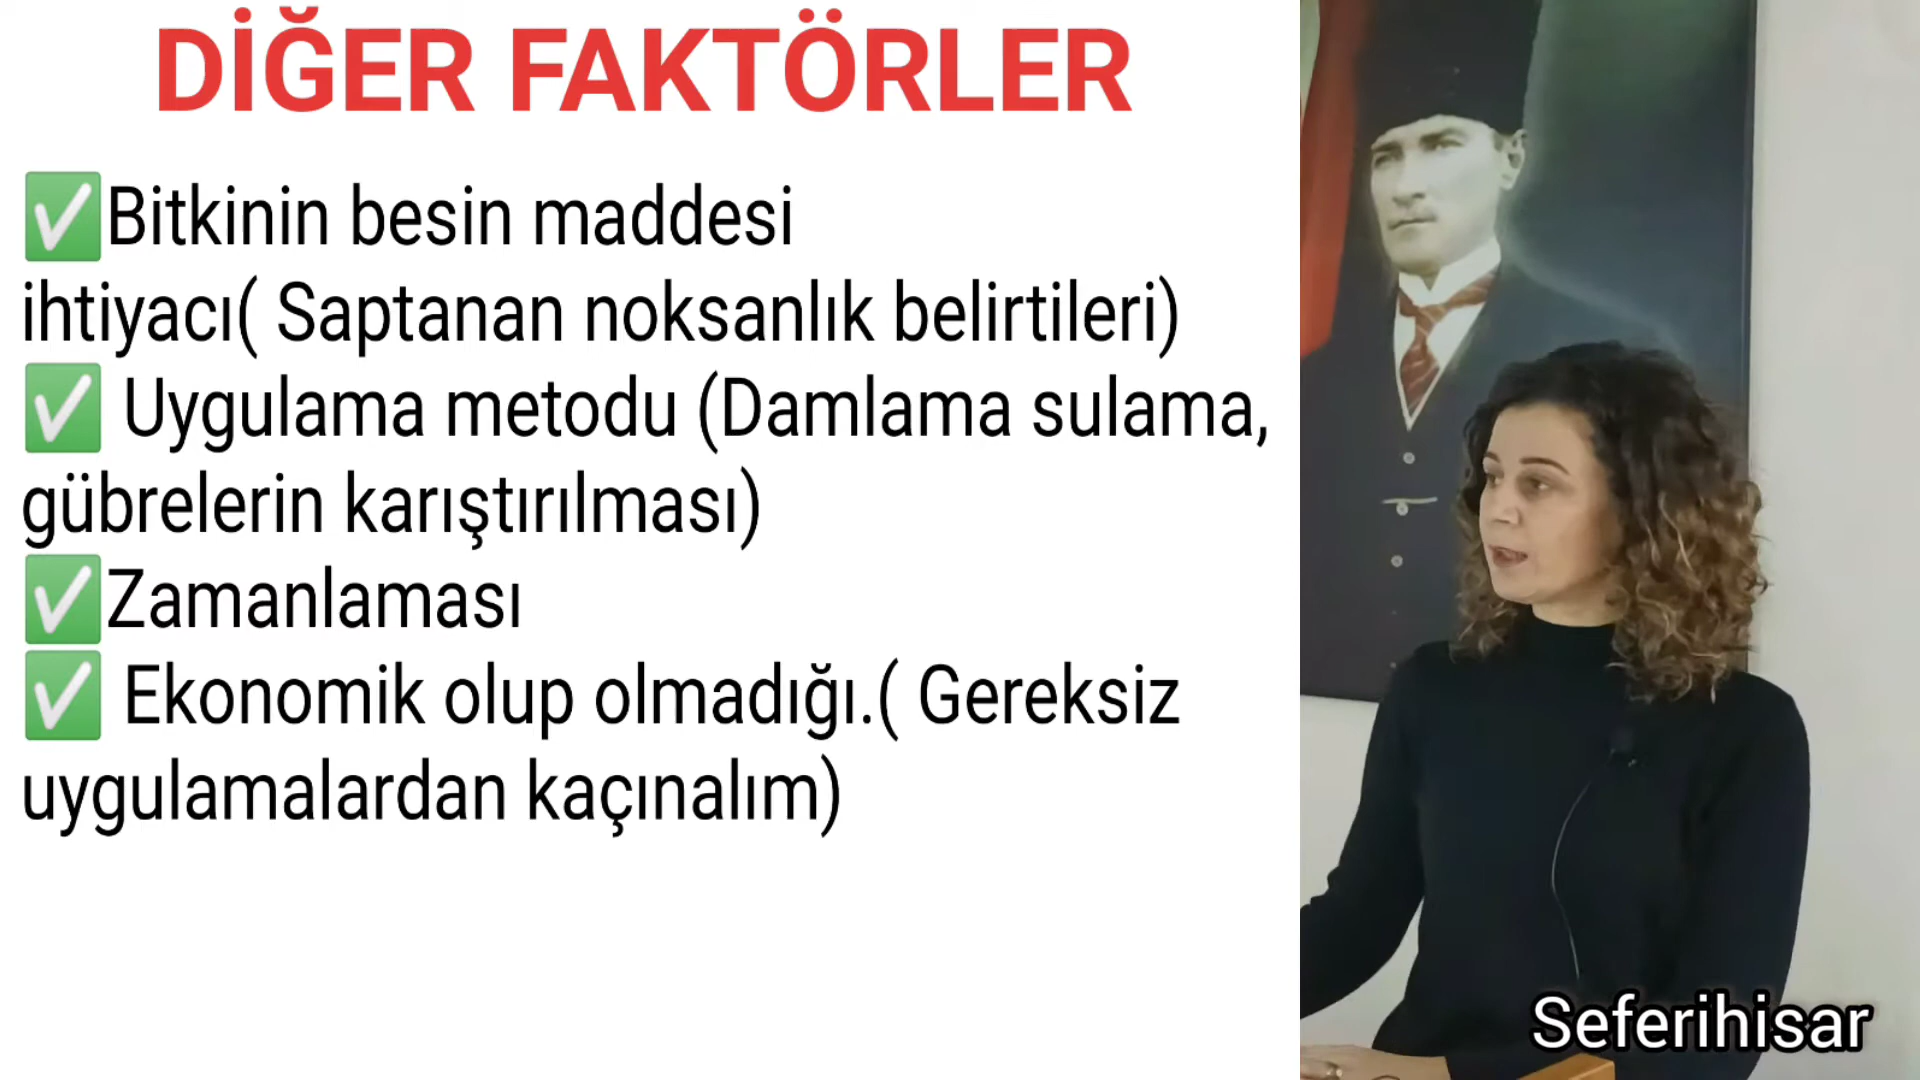 DİĞER FAKTÖRLER
✅Bitkinin besin maddesi
ihtiyacı( Saptanan noksanlık belirtileri)
✅ Uygulama metodu (Damlama sulama,
gübrelerin karıştırılması)
✅Zamanlaması
✅ Ekonomik olup olmadığı.( Gereksiz
uygulamalardan kaçınalım)
Seferihisar